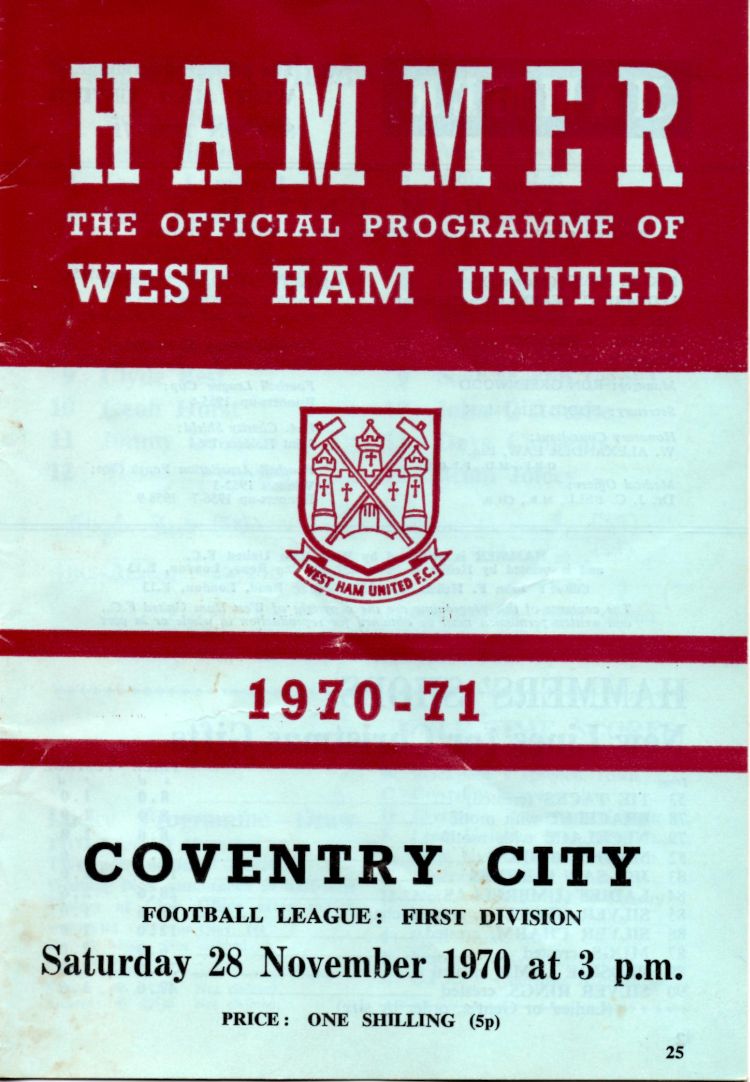 HAMMER
THE OFFICIAL PROGRAMME OF
WEST HAM UNITED
WEST HAM UNITED F.C.
1970-71
COVENTRY CITY
FOOTBALL LEAGUE: FIRST DIVISION
Saturday 28 November 1970 at 3 p.m.
PRICE: ONE SHILLING (5p)
25